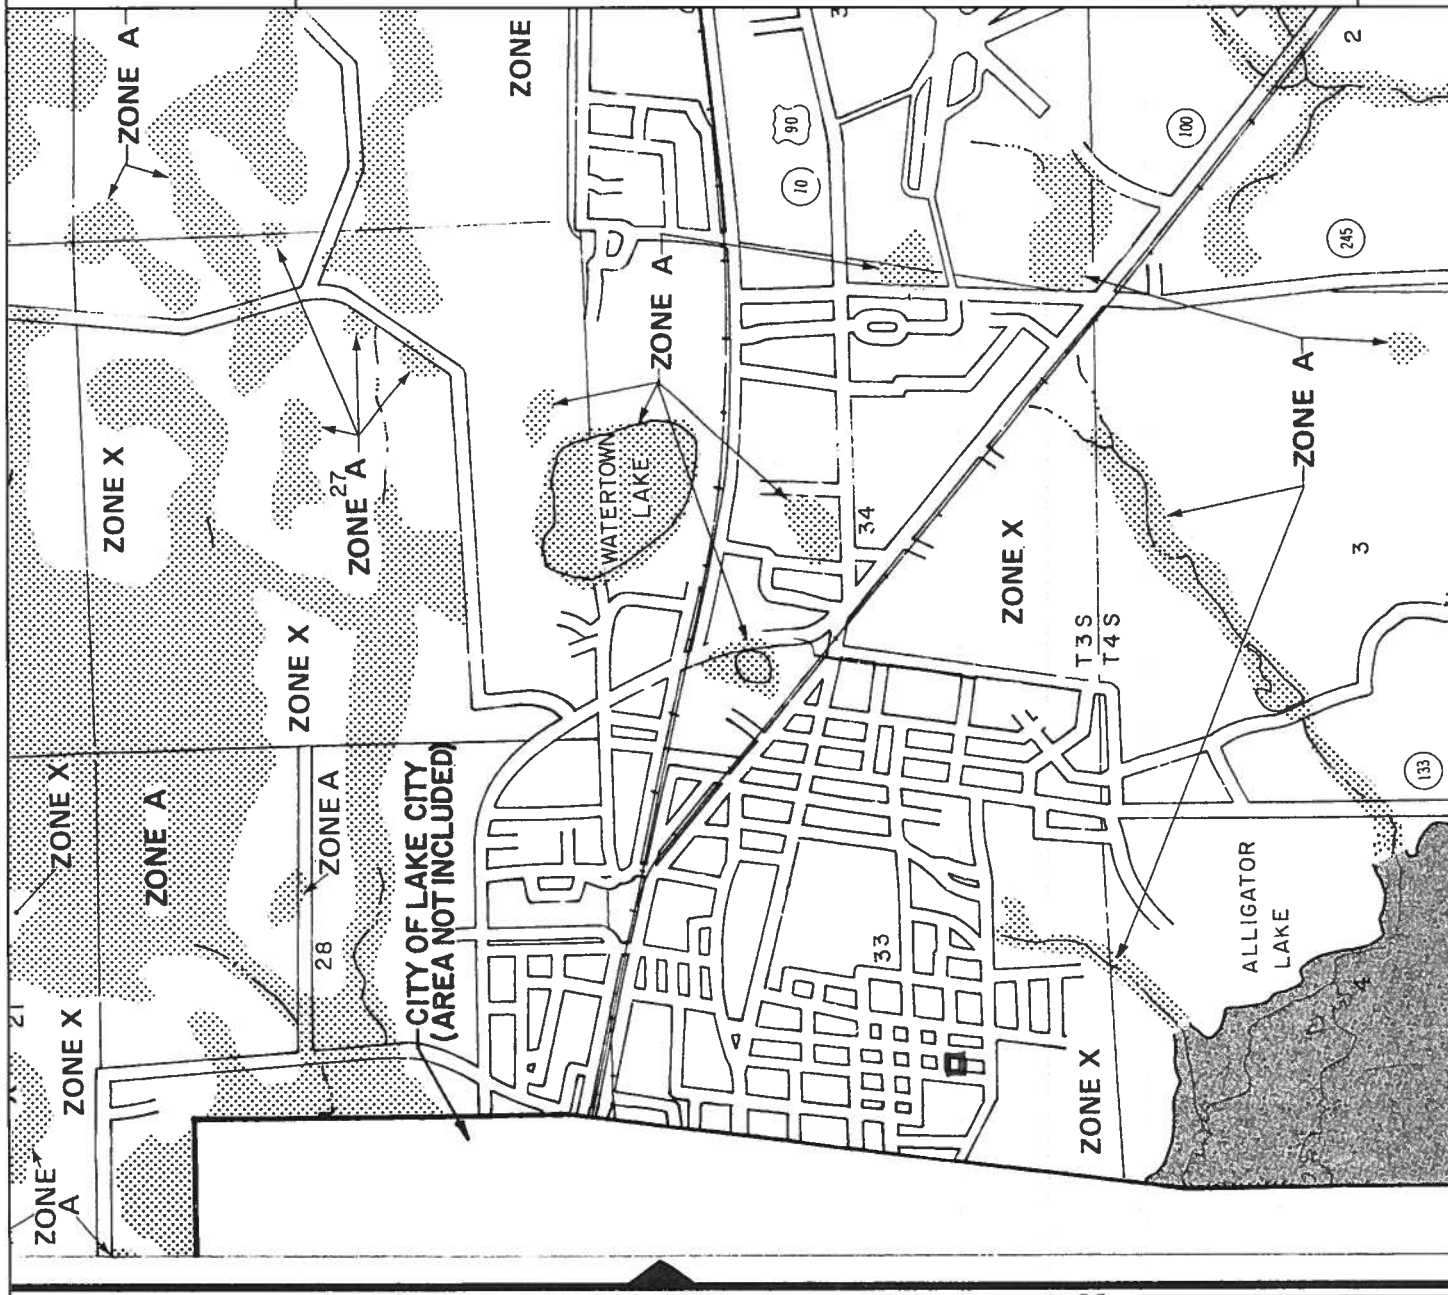 ZONE A
ZONE
2
90
10
100
245
ZONE A
ZONE A
ZONE X
27
ZONE A
WATERTOWN
LAKE
34
ZONE X
3
T3S
T4S
ZONE X
ZONE X
ZONE A
ZONE A
CITY OF LAKE CITY
(AREA NOT INCLUDED)
133
ALLIGATOR
LAKE
28
33
4
21
ZONE X
ZONE X
ZONE
A